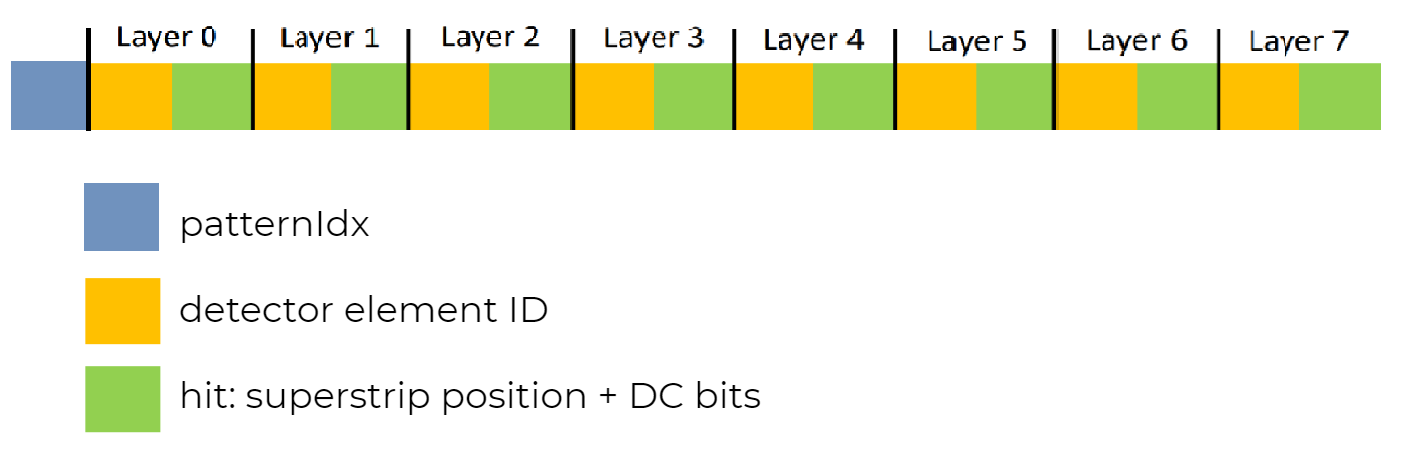 Layer 0 Layer 1 Layer 2 Layer 3 Layer 4 Layer 5 Layer 6 Layer 7
patternIdx
detector element ID
hit: superstrip position + DC bits